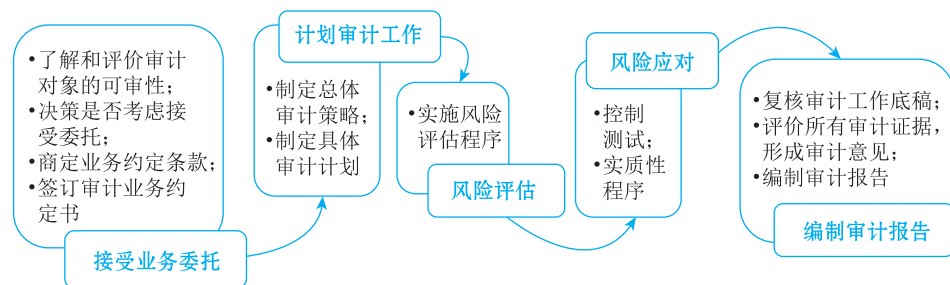 •了解和评价审计
对象的可审性；
•决策是否考虑接
受委托；
•商定业务约定条款；
•签订审计业务约
定书
接受业务委托
计划审计工作
•制定总体
审计策略；
•制定具体
审计计划
•实施风险
评估程序
风险评估
风险应对
•控制
测试；
•实质性
程序
•复核审计工作底稿；
•评价所有审计证据，
形成审计意见；
•编制审计报告
编制审计报告